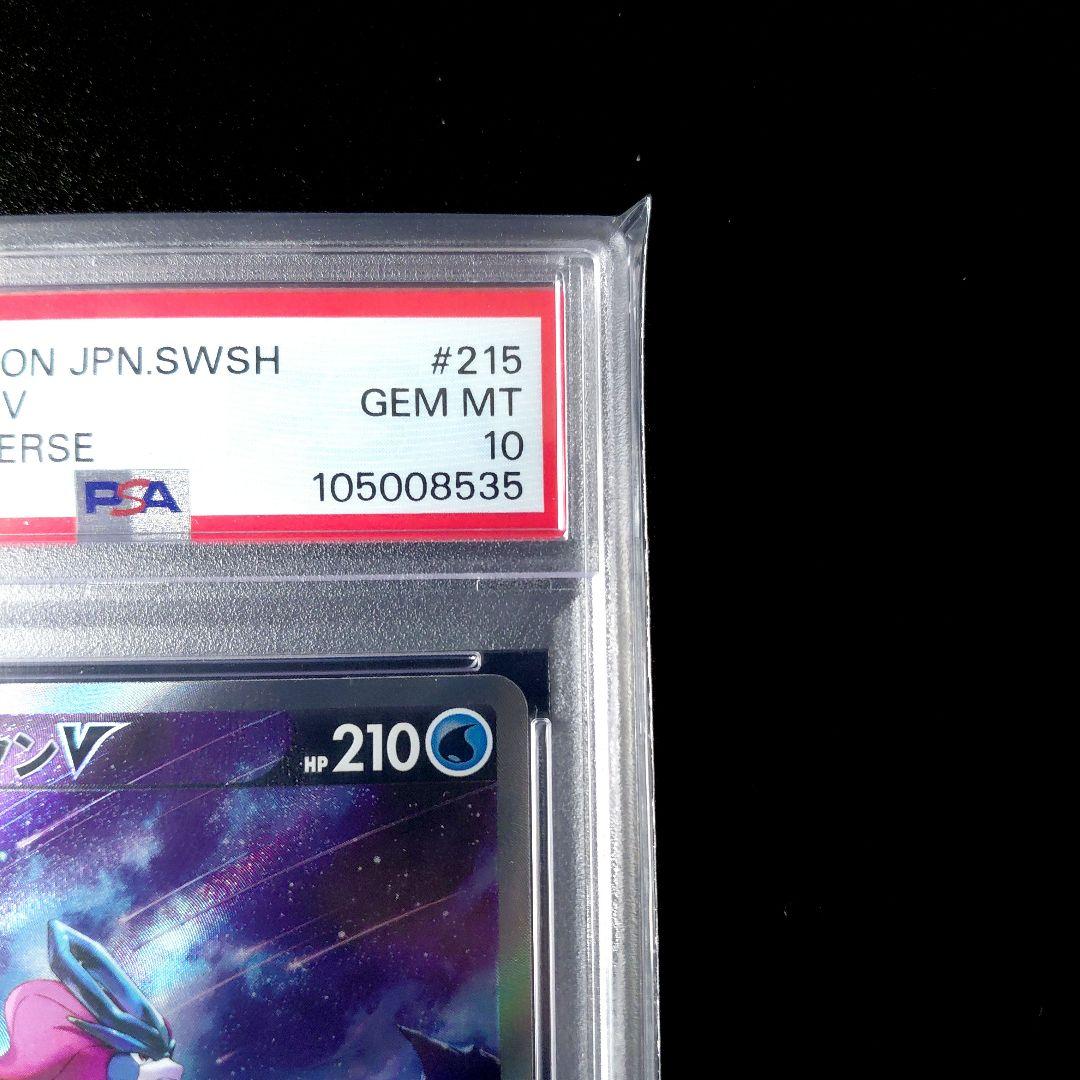 ON JPN.SWSH #215
V GEM MT
ERSE 10
PSA 105008535
ンV HP 210